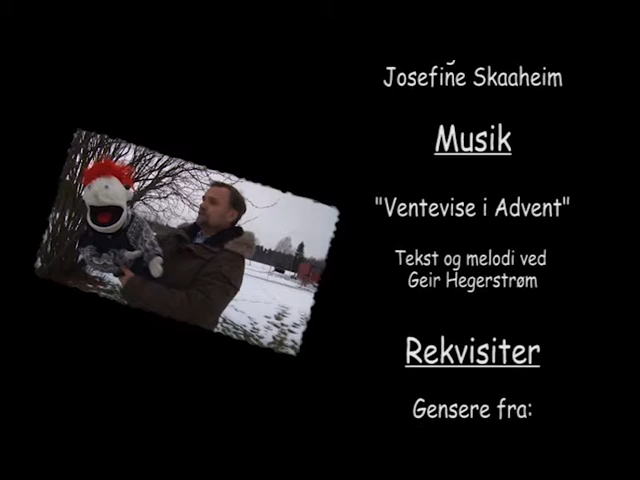 Josefine Skaaheim
Musik
"Ventevise i Advent"
Tekst og melodi ved
Geir Hegerstrøm
Rekvisiter
Gensere fra: